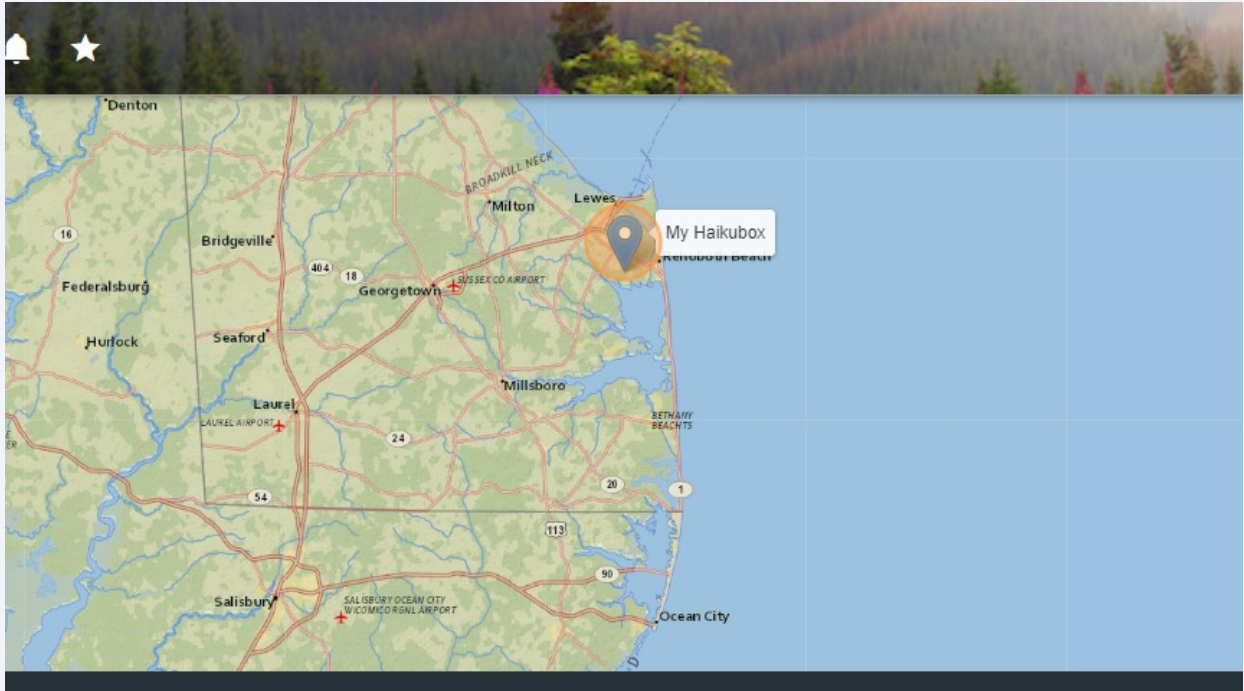 Denton
BROADKILL NECK
Lewes
Milton
16
My Haikubox
Bridgeville
Rehoboth Beach
404
18
SUSSEX CO AIRPORT
Federalsburg
Georgetown
Hurlock
Seaford
Millsboro
Laurel
LAUREL AIRPORT
BETHANY
BEACHTS
24
E
ER
20
1
54
113
90
Salisbury
SALISBURY OCEAN CITY
WICOMICO RGNL AIRPORT
Ocean City
D